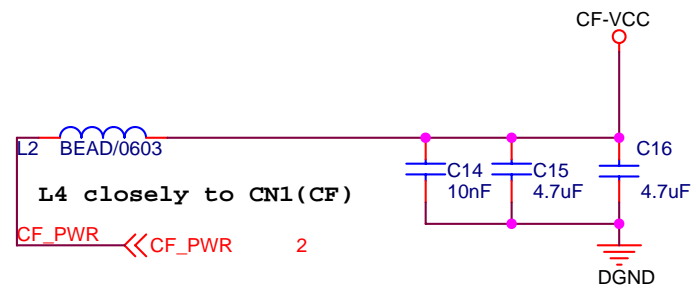 CF-VCC
L2 BEAD/0603
C14
10nF
C15
4.7uF
C16
4.7uF
L4 closely to CN1(CF)
CF_PWR
CF_PWR 2
DGND